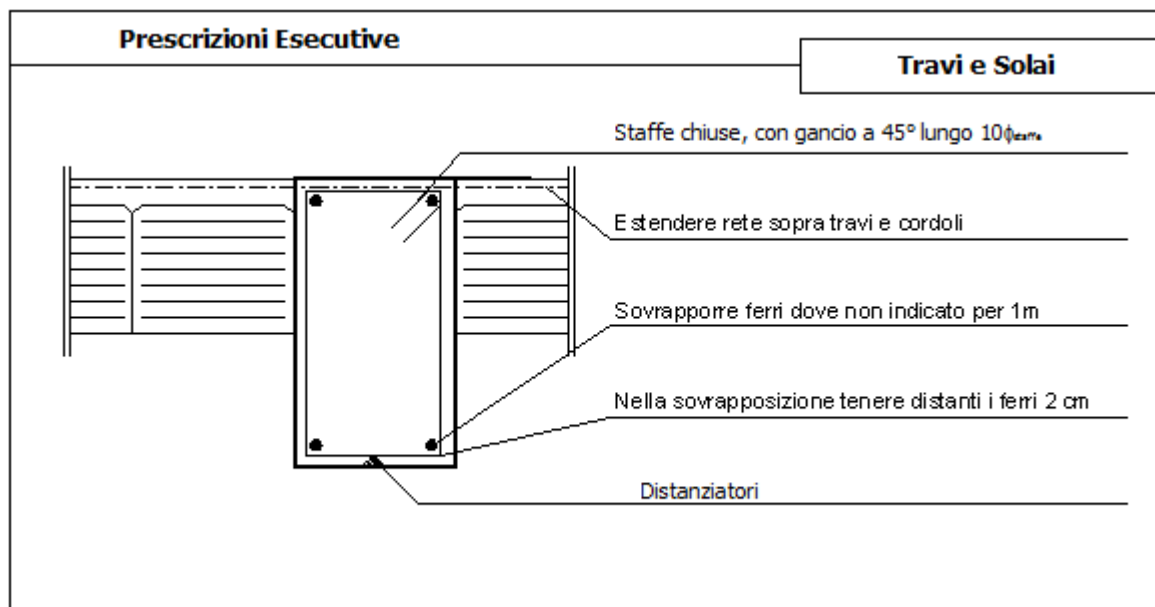 Prescrizioni Esecutive
Travi e Solai
Staffe chiuse, con gancio a 45° lungo 10ϕstaffa
Estendere rete sopra travi e cordoli
Sovrapporre ferri dove non indicato per 1m
Nella sovrapposizione tenere distanti i ferri 2 cm
Distanziatori